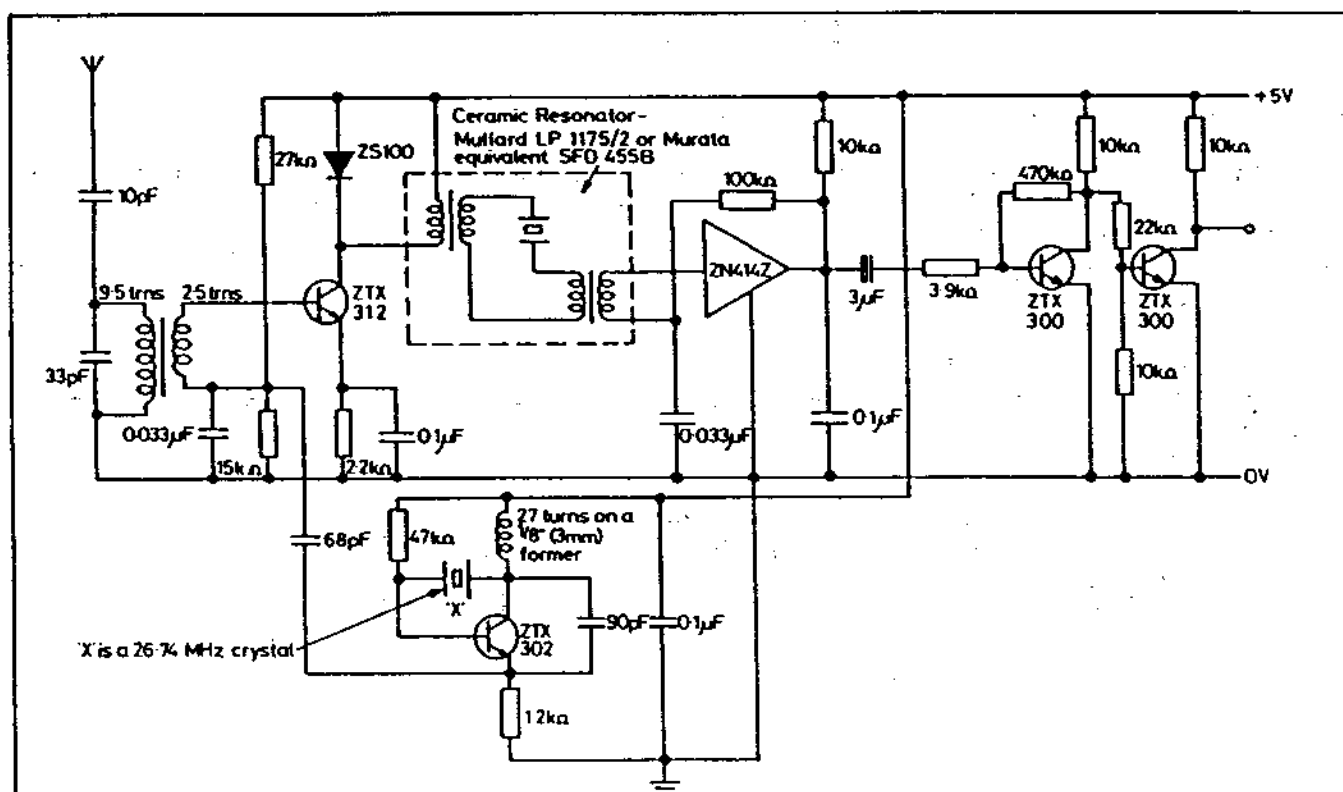 +5V
Ceramic Resonator-
Mullard LP 1175/2 or Murata
equivalent SFD 455B
ZS100
27kΩ
10kΩ
10kΩ
10kΩ
100kΩ
470kΩ
10pF
22kΩ
ZN414Z
9·5 trns
2·5 trns
ZTX
312
3μF
3·9kΩ
ZTX
300
ZTX
300
33pF
10kΩ
0·033μF
15kΩ
2·2kΩ
0·1μF
0·033μF
0·1μF
0V
68pF
47kΩ
27 turns on a
1/8" (3mm)
former
'X'
90pF
0·1μF
ZTX
302
'X' is a 26·74 MHz crystal